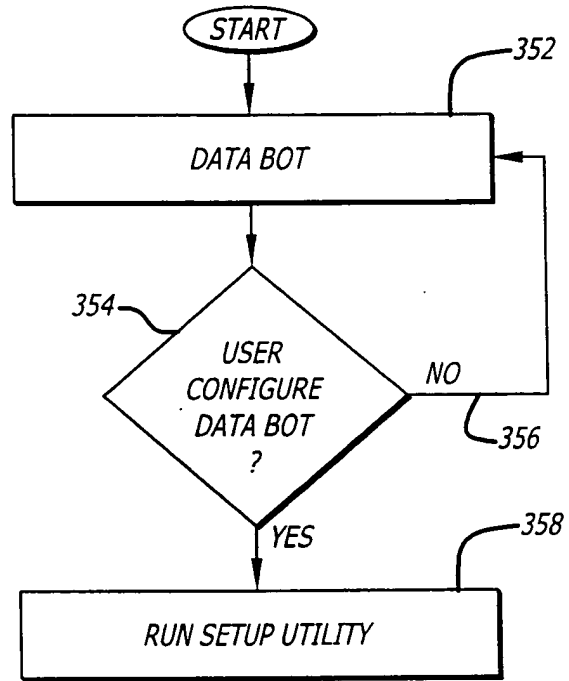 START
352
DATA BOT
354
USER
CONFIGURE
DATA BOT
?
NO
356
YES
358
RUN SETUP UTILITY